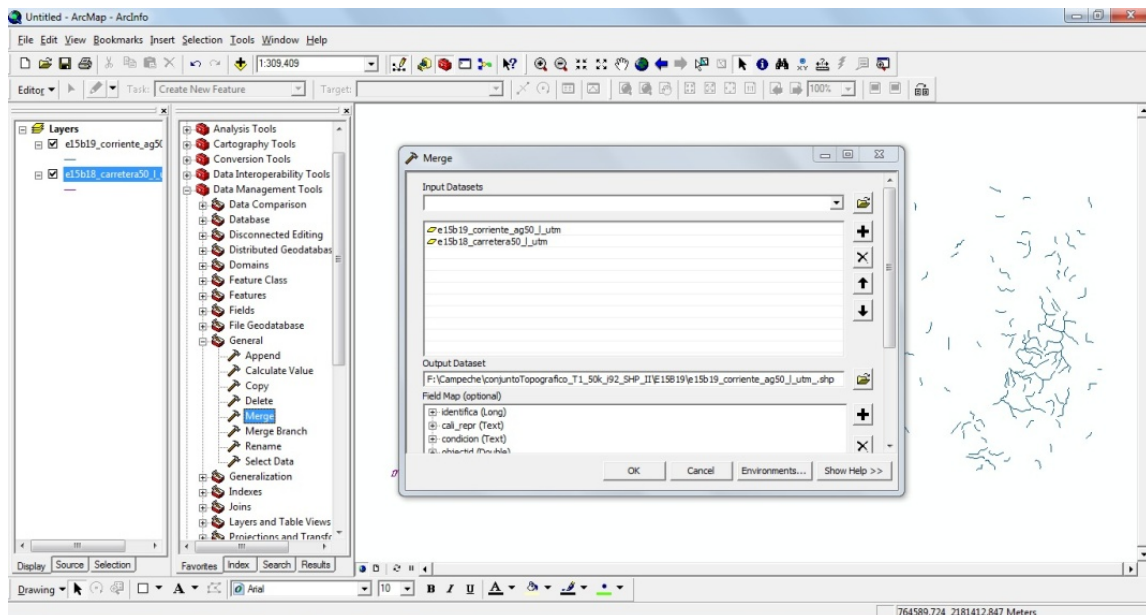 Untitled - ArcMap - ArcInfo
File Edit View Bookmarks Insert Selection Tools Window Help
1:309,409
Editor Task: Create New Feature Target: 100%
Layers
e15b19_corriente_ag50
e15b18_carretera50_l_
Analysis Tools
Cartography Tools
Conversion Tools
Data Interoperability Tools
Data Management Tools
Data Comparison
Database
Disconnected Editing
Distributed Geodatabas
Domains
Feature Class
Features
Fields
File Geodatabase
General
Append
Calculate Value
Copy
Delete
Merge
Merge Branch
Rename
Select Data
Generalization
Indexes
Joins
Layers and Table Views
Projections and Transfo
Merge
Input Datasets
e15b19_corriente_ag50_l_utm
e15b18_carretera50_l_utm
Output Dataset
F:\Campeche\conjuntoTopografico_T1_50k_i92_SHP_II\E15B19\e15b19_corriente_ag50_l_utm_.shp
Field Map (optional)
identifica (Long)
cali_repr (Text)
condicion (Text)
objectid (Double)
OK Cancel Environments... Show Help >>
Display Source Selection
Favorites Index Search Results
Drawing A Arial 10 B I U A
764589.724 2181412.847 Meters